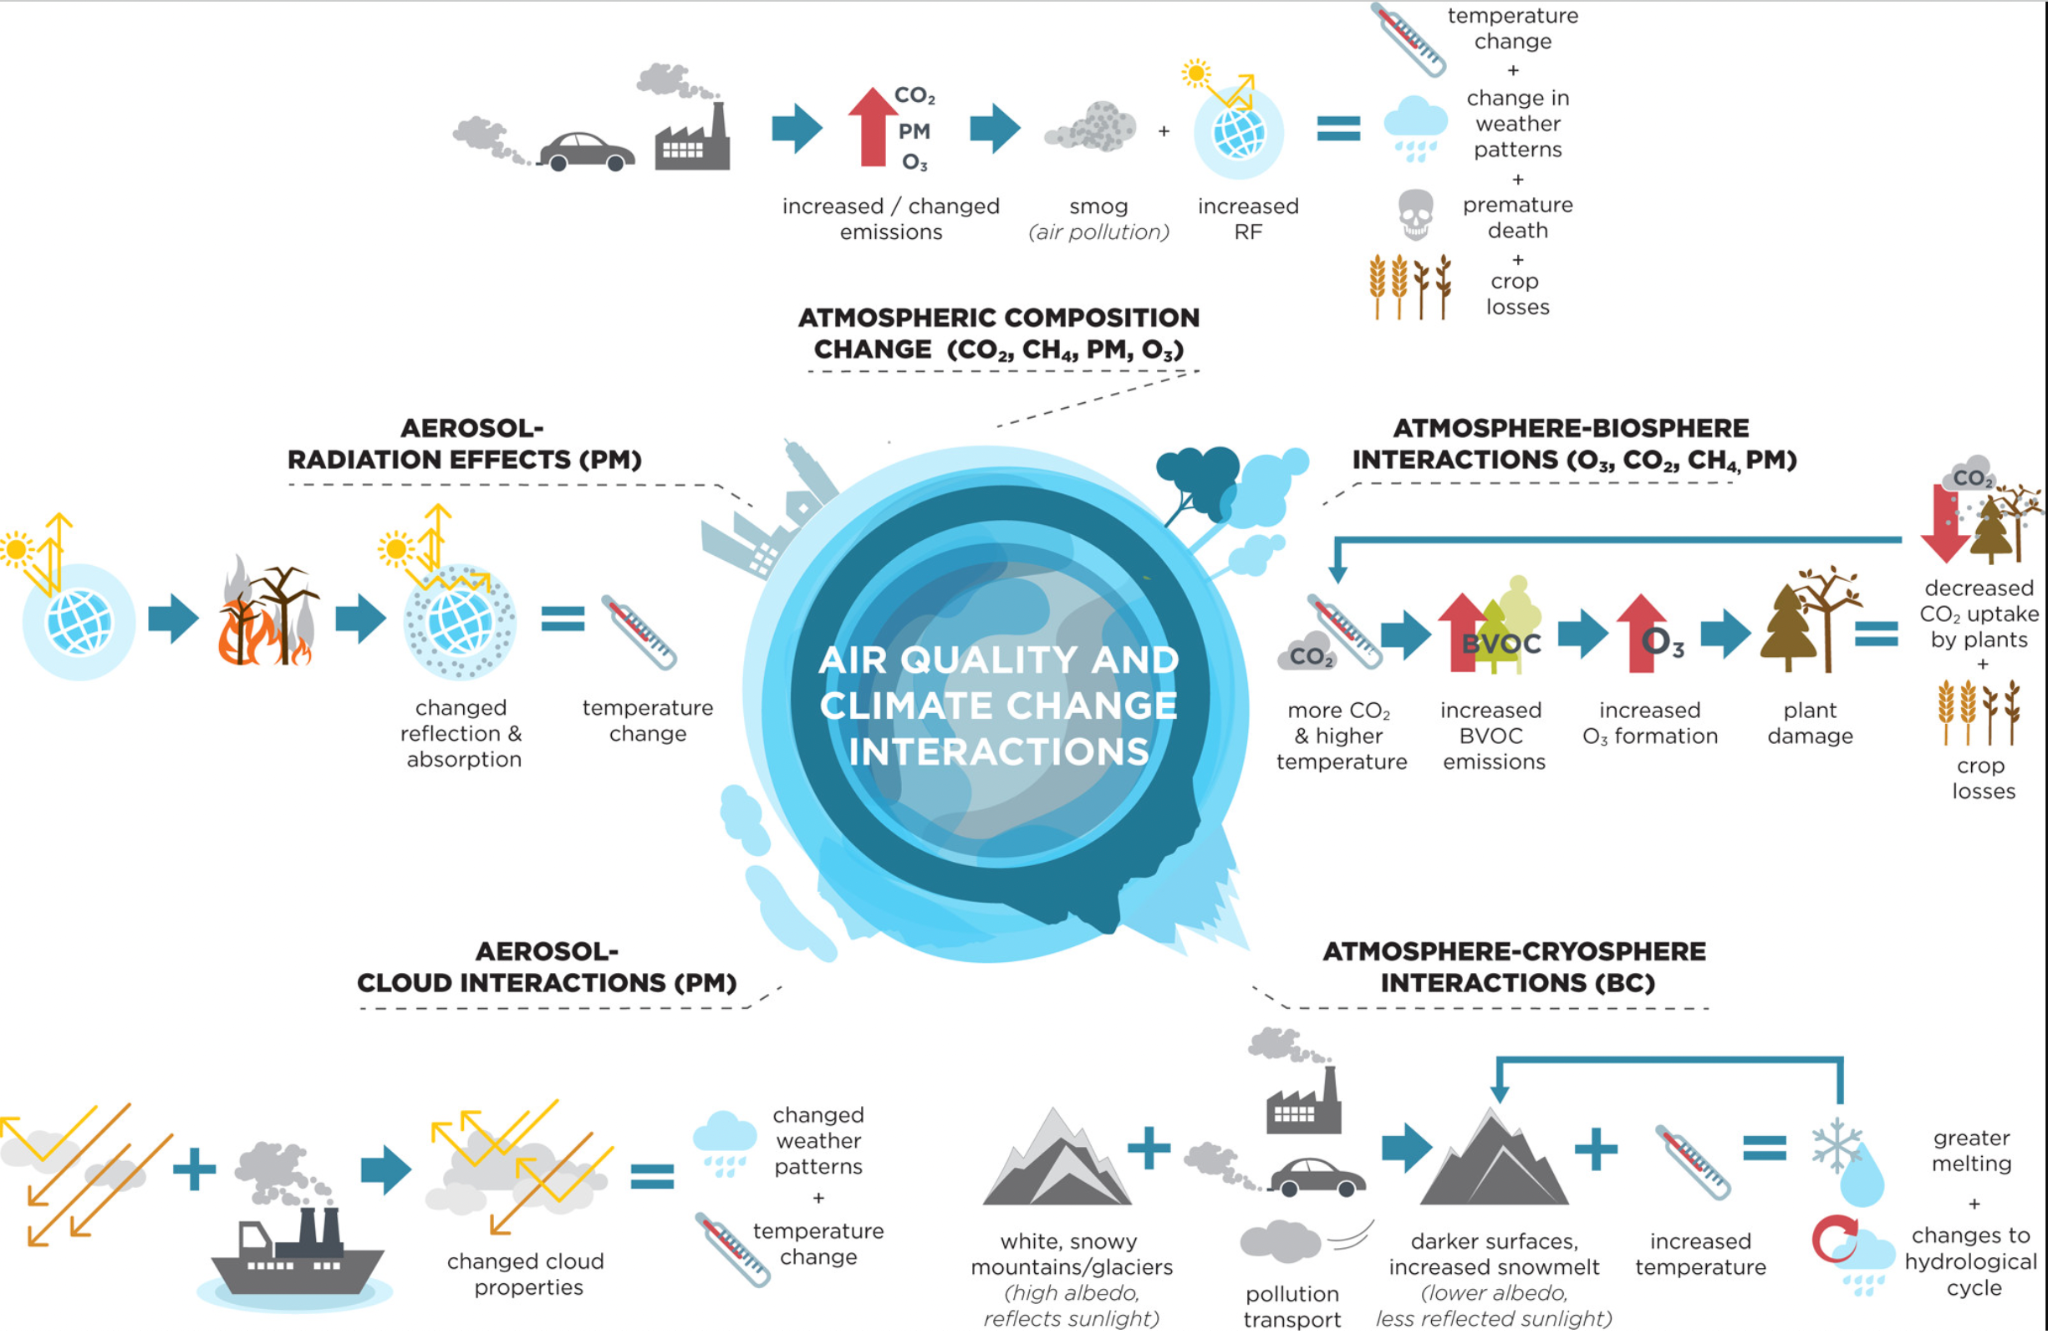 temperature
change
+
change in
weather
patterns
+
premature
death
+
crop
losses
CO₂
PM
O₃
increased / changed
emissions
smog
(air pollution)
+
increased
RF
=
ATMOSPHERIC COMPOSITION
CHANGE (CO₂, CH₄, PM, O₃)
AEROSOL-
RADIATION EFFECTS (PM)
changed
reflection &
absorption
=
temperature
change
ATMOSPHERE-BIOSPHERE
INTERACTIONS (O₃, CO₂, CH₄, PM)
CO₂
more CO₂
& higher
temperature
BVOC
increased
BVOC
emissions
O₃
increased
O₃ formation
plant
damage
=
CO₂
decreased
CO₂ uptake
by plants
+
crop
losses
AIR QUALITY AND
CLIMATE CHANGE
INTERACTIONS
AEROSOL-
CLOUD INTERACTIONS (PM)
+
changed cloud
properties
=
changed
weather
patterns
+
temperature
change
ATMOSPHERE-CRYOSPHERE
INTERACTIONS (BC)
white, snowy
mountains/glaciers
(high albedo,
reflects sunlight)
+
pollution
transport
darker surfaces,
increased snowmelt
(lower albedo,
less reflected sunlight)
+
increased
temperature
=
greater
melting
+
changes to
hydrological
cycle